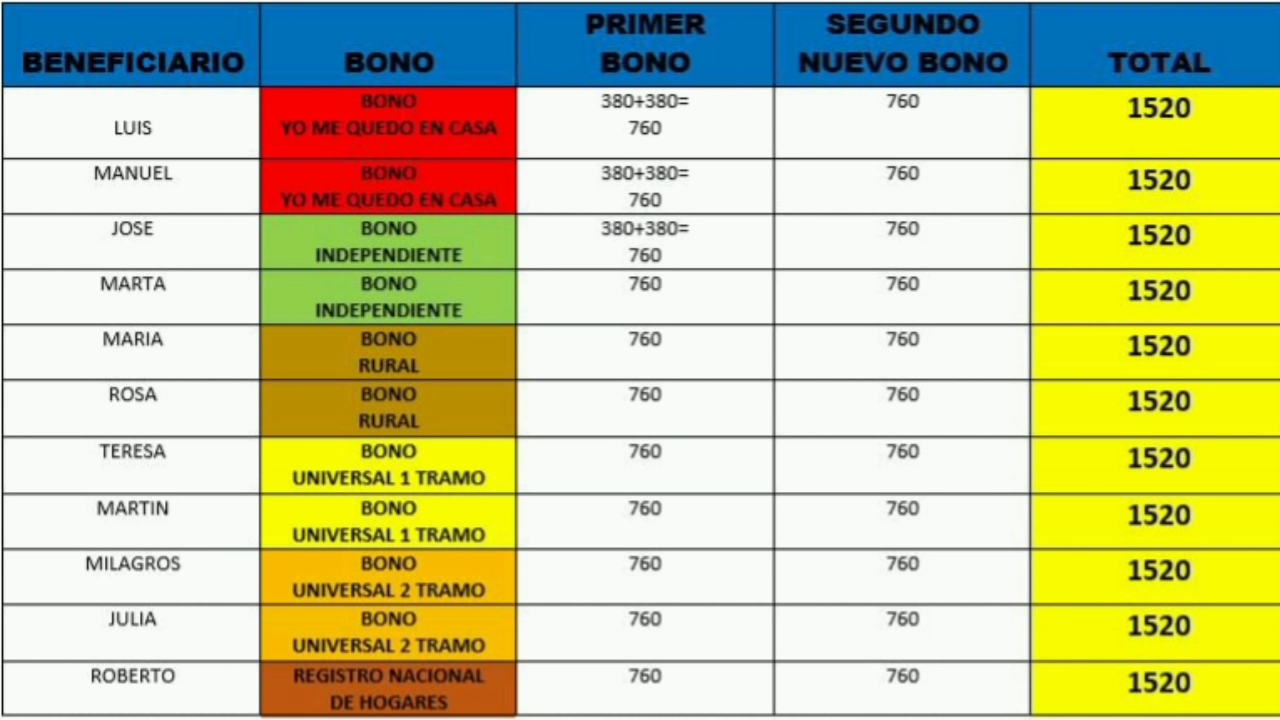 BENEFICIARIO BONO PRIMER BONO SEGUNDO NUEVO BONO TOTAL
LUIS BONO YO ME QUEDO EN CASA 380+380= 760 760 1520
MANUEL BONO YO ME QUEDO EN CASA 380+380= 760 760 1520
JOSE BONO INDEPENDIENTE 380+380= 760 760 1520
MARTA BONO INDEPENDIENTE 760 760 1520
MARIA BONO RURAL 760 760 1520
ROSA BONO RURAL 760 760 1520
TERESA BONO UNIVERSAL 1 TRAMO 760 760 1520
MARTIN BONO UNIVERSAL 1 TRAMO 760 760 1520
MILAGROS BONO UNIVERSAL 2 TRAMO 760 760 1520
JULIA BONO UNIVERSAL 2 TRAMO 760 760 1520
ROBERTO REGISTRO NACIONAL DE HOGARES 760 760 1520